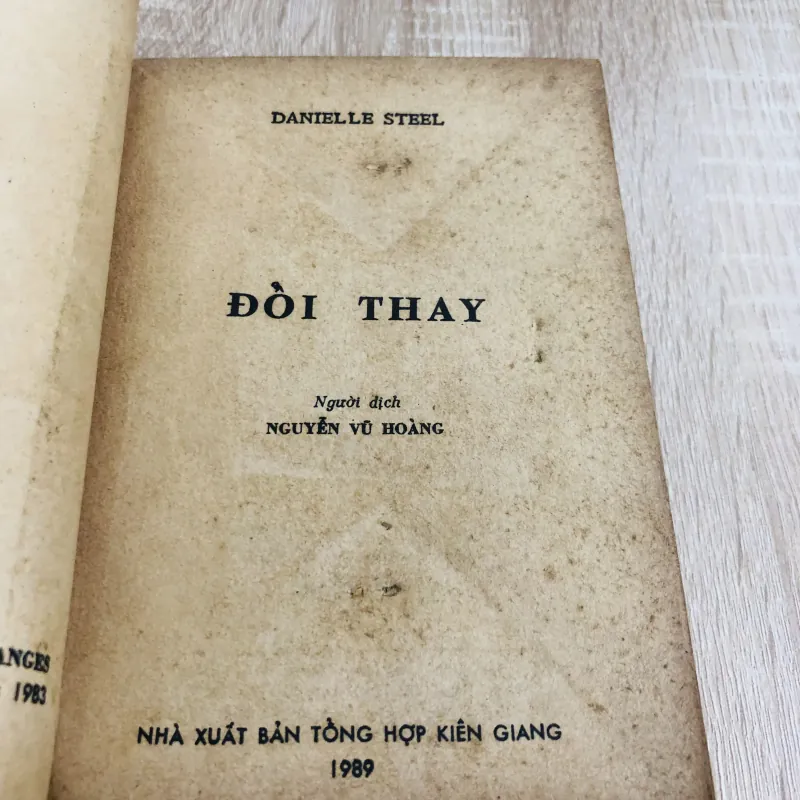 ANGES
1983
DANIELLE STEEL
ĐỔI THAY
Người dịch
NGUYỄN VŨ HOÀNG
NHÀ XUẤT BẢN TỔNG HỢP KIÊN GIANG
1989